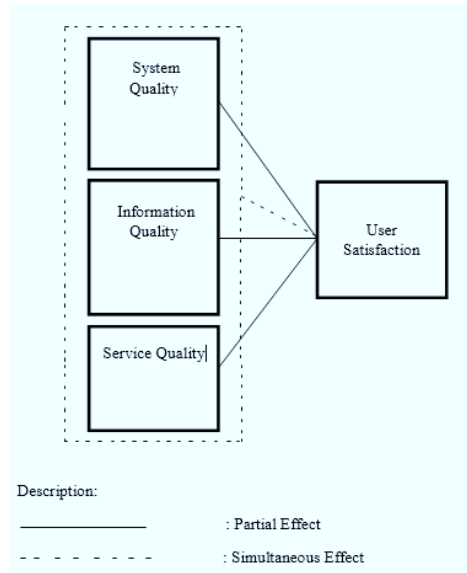 System
Quality
Information
Quality
Service Quality
User
Satisfaction
Description:
: Partial Effect
: Simultaneous Effect